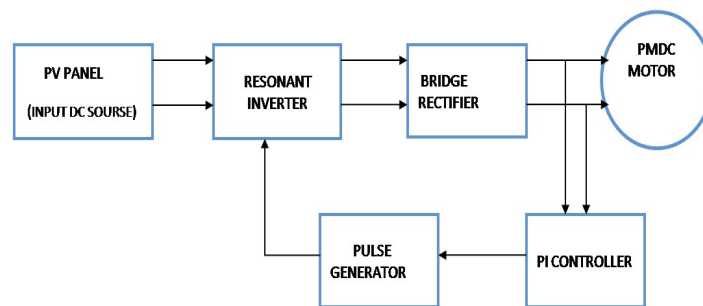 PV PANEL
(INPUT DC SOURSE)
RESONANT
INVERTER
BRIDGE
RECTIFIER
PMDC
MOTOR
PULSE
GENERATOR
PI CONTROLLER